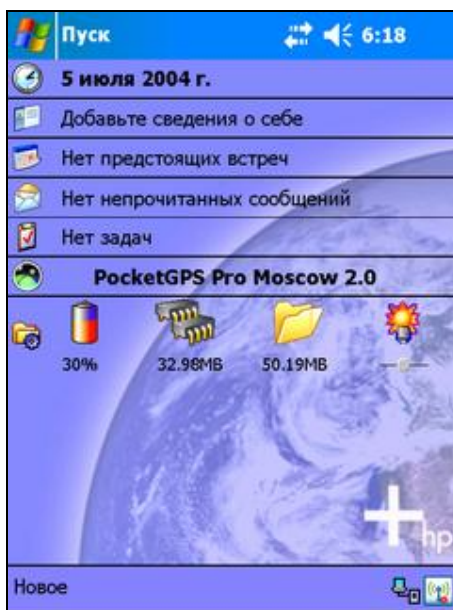 Пуск 6:18
5 июля 2004 г.
Добавьте сведения о себе
Нет предстоящих встреч
Нет непрочитанных сообщений
Нет задач
PocketGPS Pro Moscow 2.0
30% 32.98MB 50.19MB
hp
Новое